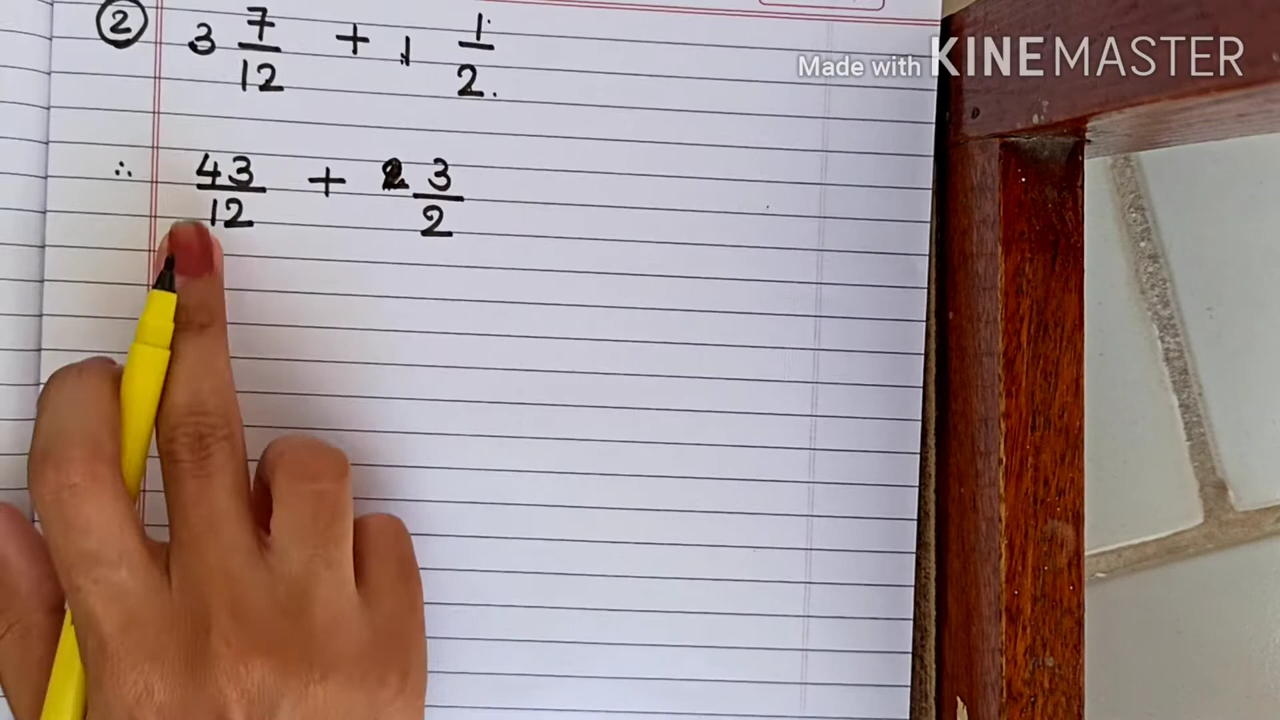 Made with KINEMASTER
② 3 7/12 + 1 1/2.
∴ 43/12 + 3/2